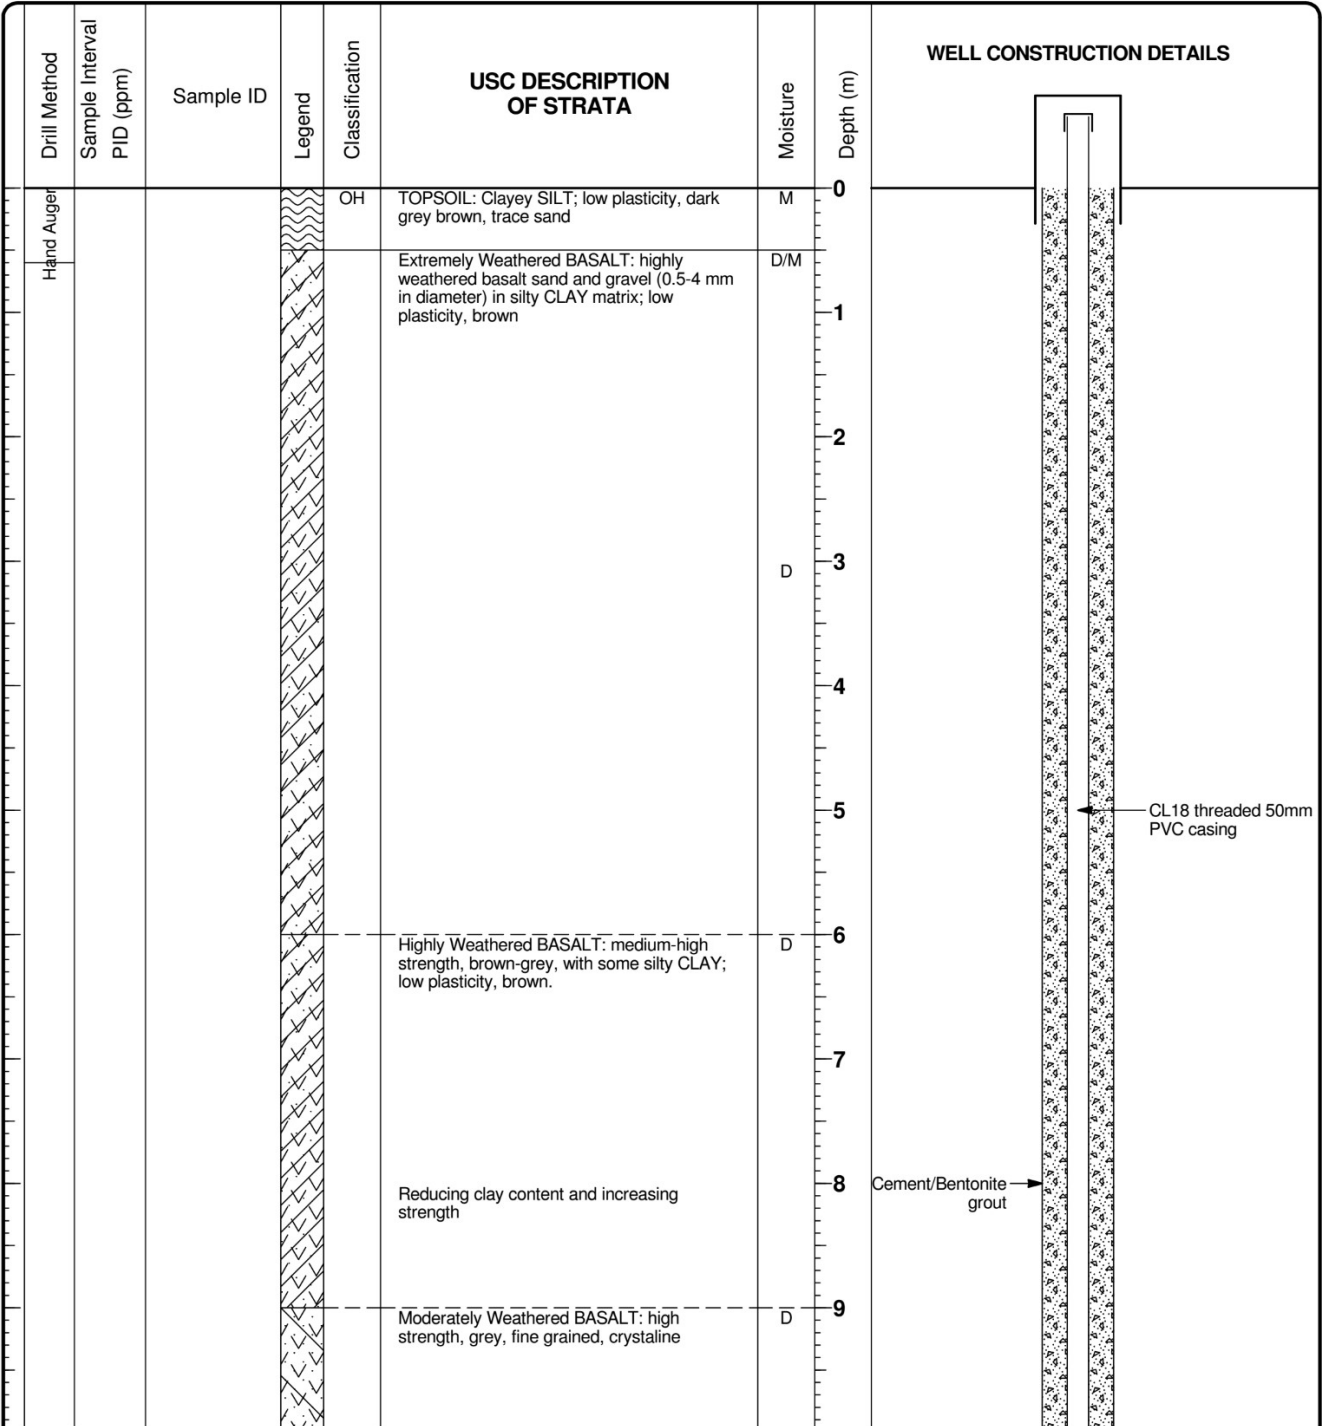 Drill Method
Sample Interval
PID (ppm)
Sample ID
Legend
Classification
USC DESCRIPTION
OF STRATA
Moisture
Depth (m)
WELL CONSTRUCTION DETAILS
Hand Auger
OH
TOPSOIL: Clayey SILT; low plasticity, dark
grey brown, trace sand
M
0
Extremely Weathered BASALT: highly
weathered basalt sand and gravel (0.5-4 mm
in diameter) in silty CLAY matrix; low
plasticity, brown
D/M
1
2
D
3
4
5
CL18 threaded 50mm
PVC casing
Highly Weathered BASALT: medium-high
strength, brown-grey, with some silty CLAY;
low plasticity, brown.
D
6
7
Reducing clay content and increasing
strength
8
Cement/Bentonite
grout
Moderately Weathered BASALT: high
strength, grey, fine grained, crystaline
D
9